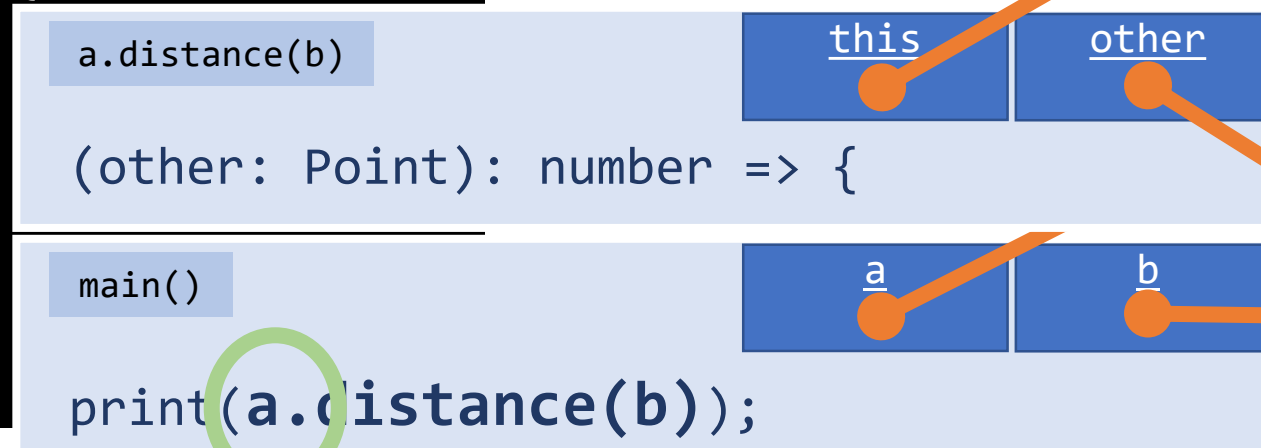 a.distance(b)
this
other
(other: Point): number => {
main()
a
b
print(a.distance(b));